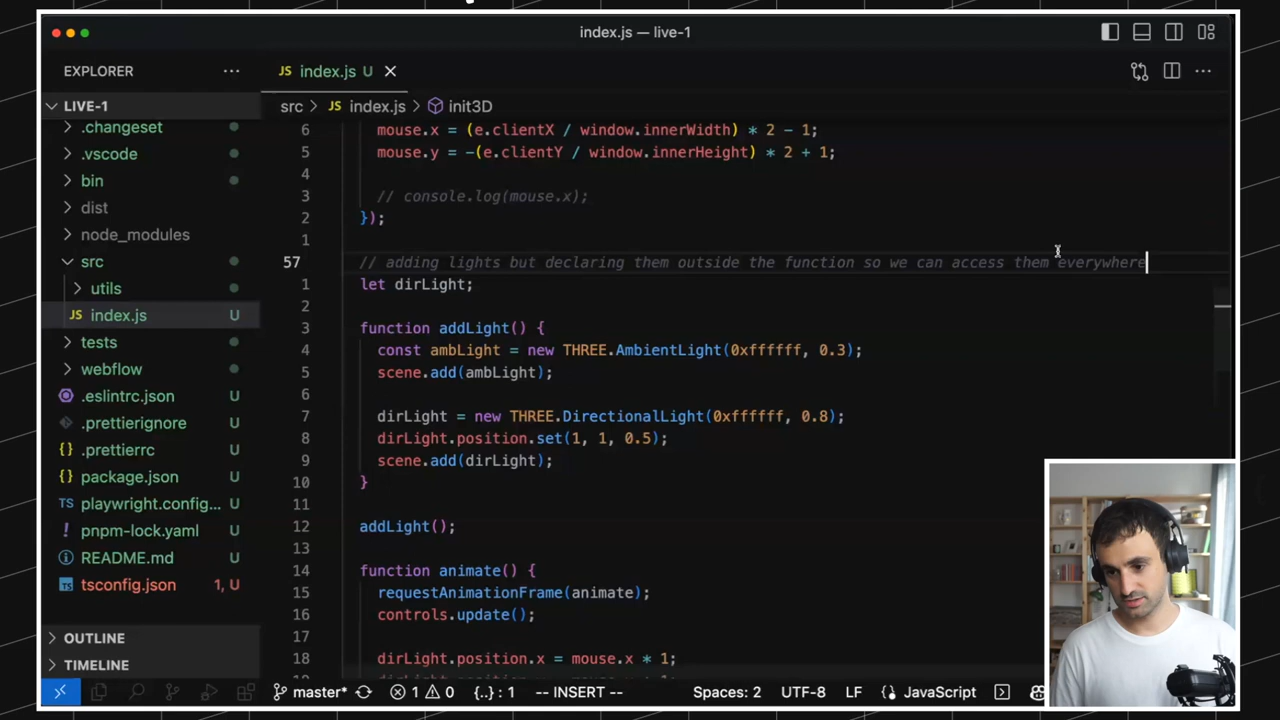 index.js — live-1
EXPLORER
JS index.js U
LIVE-1
src > JS index.js > init3D
.changeset
.vscode
bin
dist
node_modules
src
utils
JS index.js U
tests
webflow
.eslintrc.json U
.prettierignore U
{} .prettierrc U
{} package.json U
TS playwright.config... U
! pnpm-lock.yaml U
README.md U
TS tsconfig.json 1, U
OUTLINE
TIMELINE
6 mouse.x = (e.clientX / window.innerWidth) * 2 - 1;
5 mouse.y = -(e.clientY / window.innerHeight) * 2 + 1;
4
3 // console.log(mouse.x);
2 });
1
57 // adding lights but declaring them outside the function so we can access them everywhere
1 let dirLight;
2
3 function addLight() {
4 const ambLight = new THREE.AmbientLight(0xffffff, 0.3);
5 scene.add(ambLight);
6
7 dirLight = new THREE.DirectionalLight(0xffffff, 0.8);
8 dirLight.position.set(1, 1, 0.5);
9 scene.add(dirLight);
10 }
11
12 addLight();
13
14 function animate() {
15 requestAnimationFrame(animate);
16 controls.update();
17
18 dirLight.position.x = mouse.x * 1;
master* 1 0 {..} : 1 -- INSERT -- Spaces: 2 UTF-8 LF JavaScript